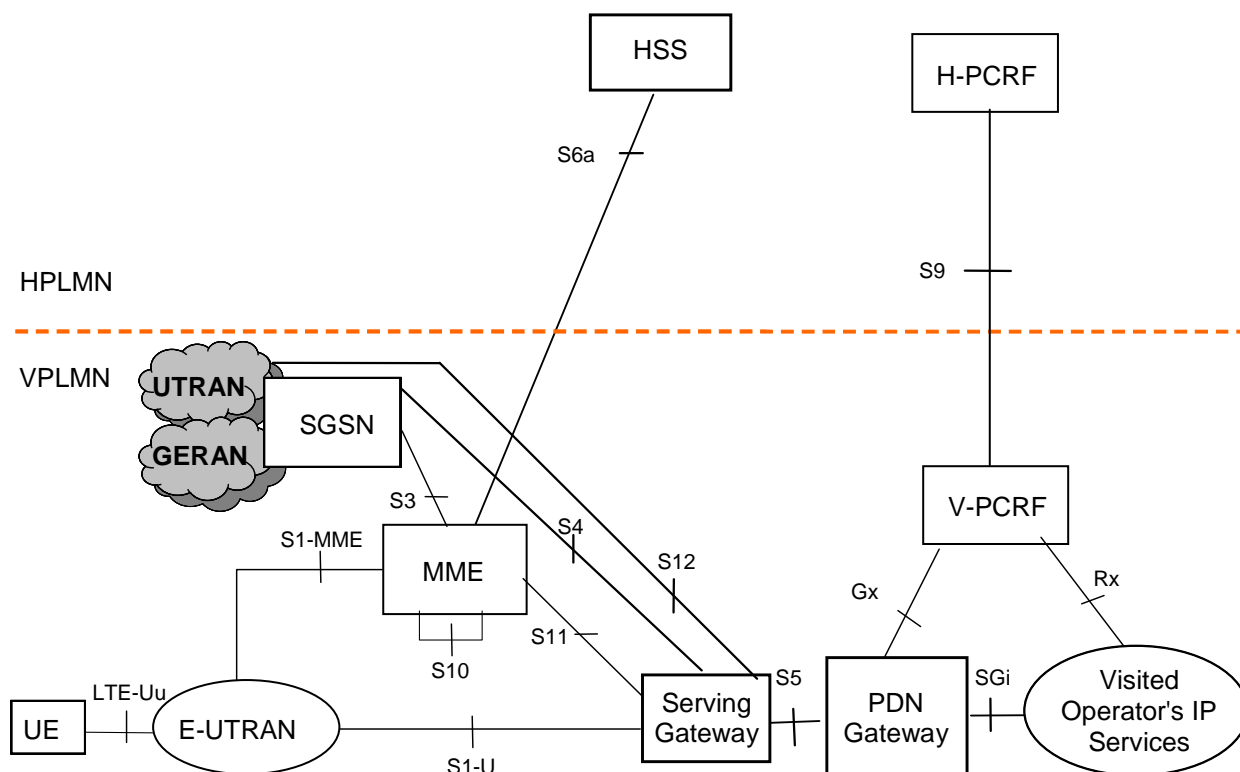 HSS
H-PCRF
S6a
S9
HPLMN
VPLMN
UTRAN
SGSN
GERAN
S3
S4
V-PCRF
S1-MME
MME
S12
Gx
Rx
S11
S10
LTE-Uu
S5
SGi
UE
E-UTRAN
Serving
Gateway
PDN
Gateway
Visited
Operator's IP
Services
S1-U